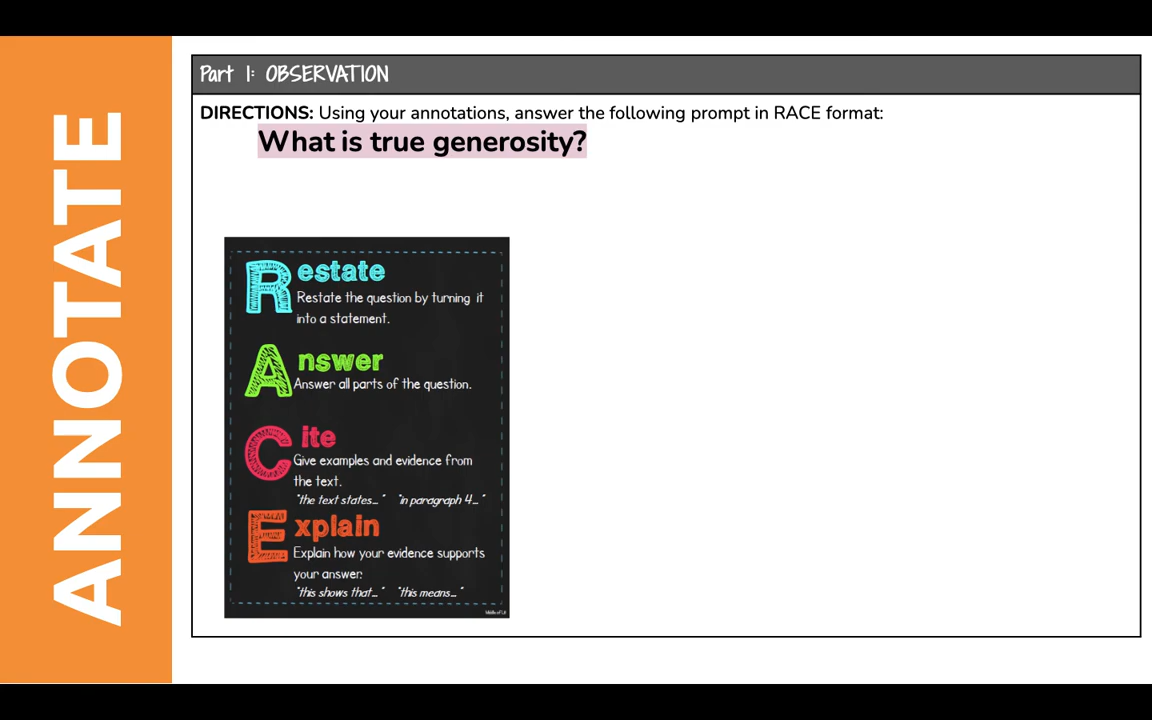 ANNOTATE
Part 1: OBSERVATION
DIRECTIONS: Using your annotations, answer the following prompt in RACE format:
What is true generosity?
Restate
Restate the question by turning it
into a statement.
Answer
Answer all parts of the question.
Cite
Give examples and evidence from
the text.
"the text states..." "in paragraph 4..."
Explain
Explain how your evidence supports
your answer.
"this shows that..." "this means..."